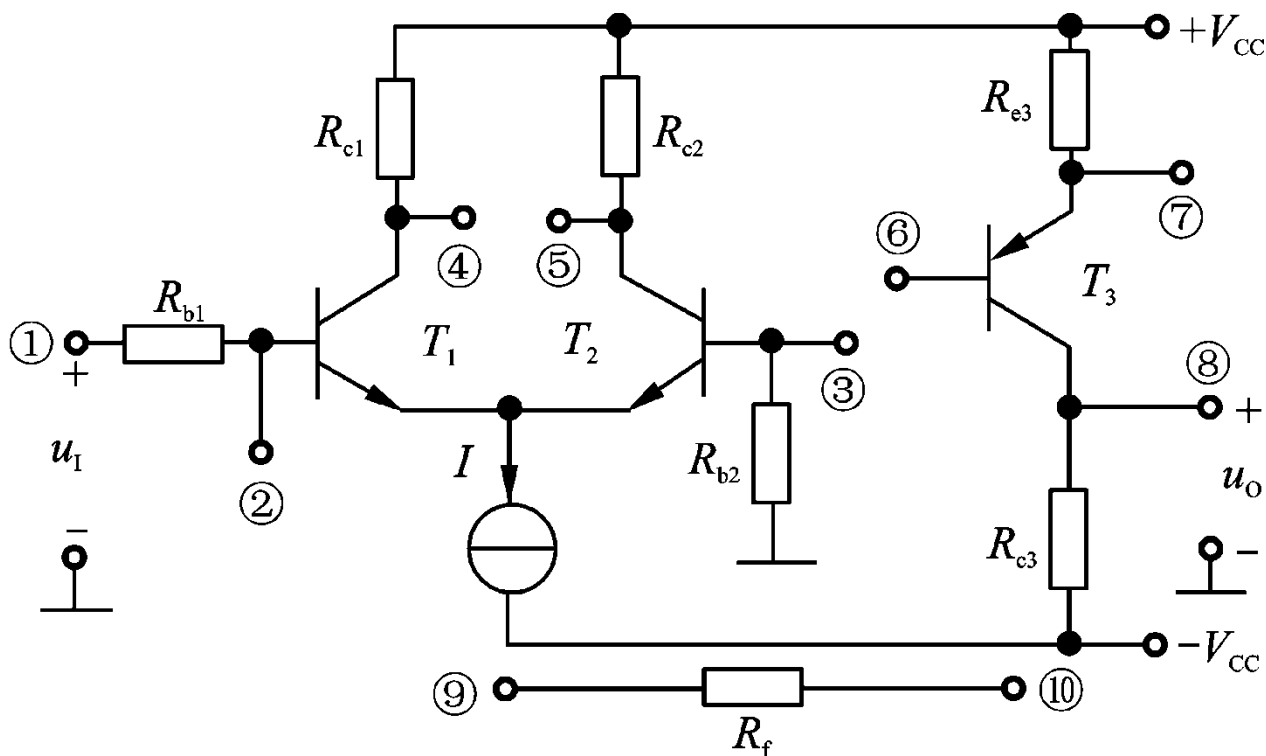 +V_CC
R_c1
R_c2
R_e3
④
⑤
⑥
⑦
R_b1
T_1
T_2
T_3
①
+
③
⑧
+
u_I
②
I
R_b2
u_O
−
R_c3
−
−V_CC
⑨
R_f
⑩